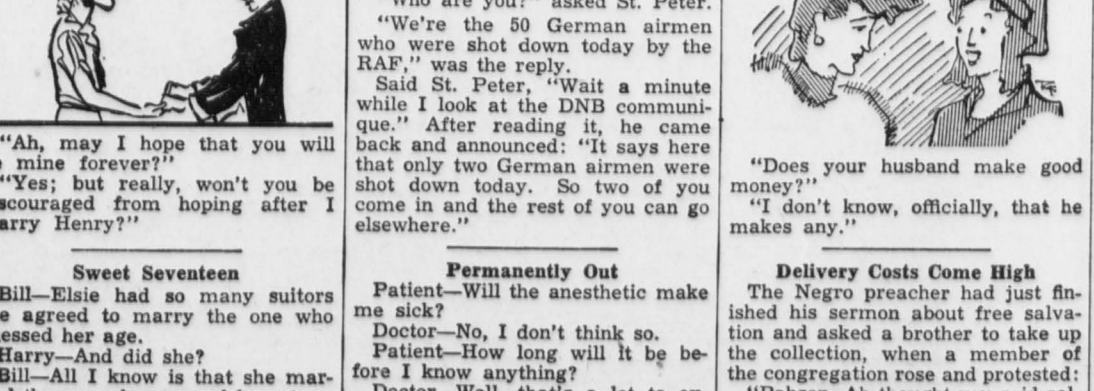 "Ah, may I hope that you will
mine forever?"
"Yes; but really, won't you be
scouraged from hoping after I
arry Henry?"
Sweet Seventeen
Bill—Elsie had so many suitors
e agreed to marry the one who
essed her age.
Harry—And did she?
Bill—All I know is that she mar-
"Who are you?" asked St. Peter.
"We're the 50 German airmen
who were shot down today by the
RAF," was the reply.
Said St. Peter, "Wait a minute
while I look at the DNB communi-
que." After reading it, he came
back and announced: "It says here
that only two German airmen were
shot down today. So two of you
come in and the rest of you can go
elsewhere."
Permanently Out
Patient—Will the anesthetic make
me sick?
Doctor—No, I don't think so.
Patient—How long will it be be-
fore I know anything?
"Does your husband make good
money?"
"I don't know, officially, that he
makes any."
Delivery Costs Come High
The Negro preacher had just fin-
ished his sermon about free salva-
tion and asked a brother to take up
the collection, when a member of
the congregation rose and protested: